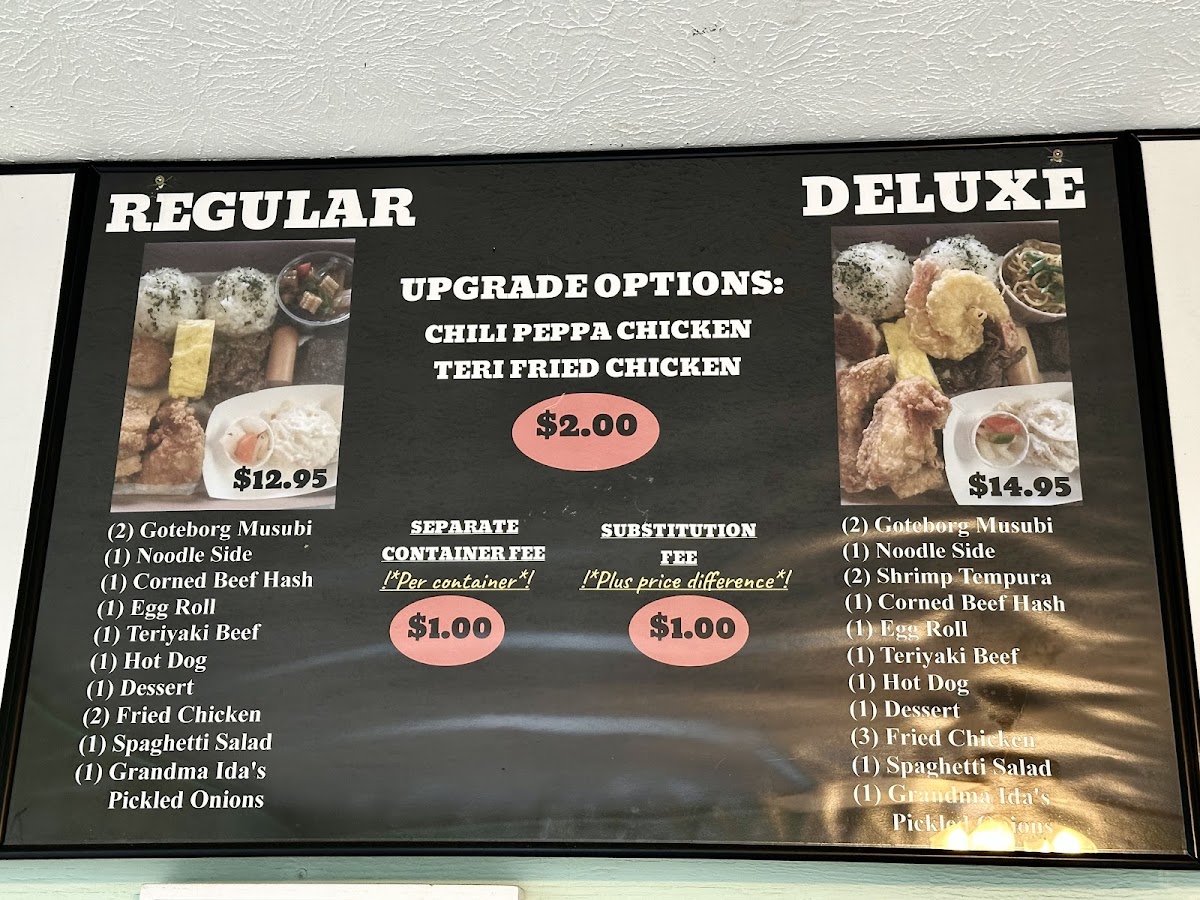 REGULAR
$12.95
(2) Goteborg Musubi
(1) Noodle Side
(1) Corned Beef Hash
(1) Egg Roll
(1) Teriyaki Beef
(1) Hot Dog
(1) Dessert
(2) Fried Chicken
(1) Spaghetti Salad
(1) Grandma Ida's
Pickled Onions
UPGRADE OPTIONS:
CHILI PEPPA CHICKEN
TERI FRIED CHICKEN
$2.00
SEPARATE
CONTAINER FEE
!*Per container*!
$1.00
SUBSTITUTION
FEE
!*Plus price difference*!
$1.00
DELUXE
$14.95
(2) Goteborg Musubi
(1) Noodle Side
(2) Shrimp Tempura
(1) Corned Beef Hash
(1) Egg Roll
(1) Teriyaki Beef
(1) Hot Dog
(1) Dessert
(3) Fried Chicken
(1) Spaghetti Salad
(1) Grandma Ida's
Pickled Onions